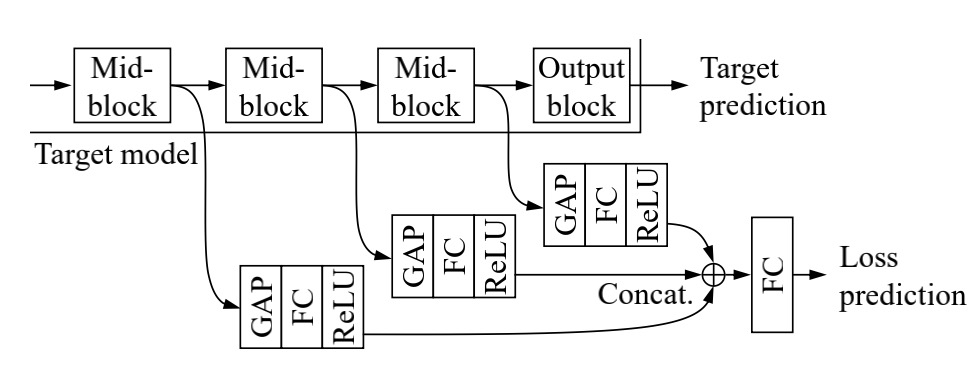 Mid-
block
Mid-
block
Mid-
block
Output
block
Target
prediction
Target model
GAP
FC
ReLU
GAP
FC
ReLU
GAP
FC
ReLU
Concat.
FC
Loss
prediction